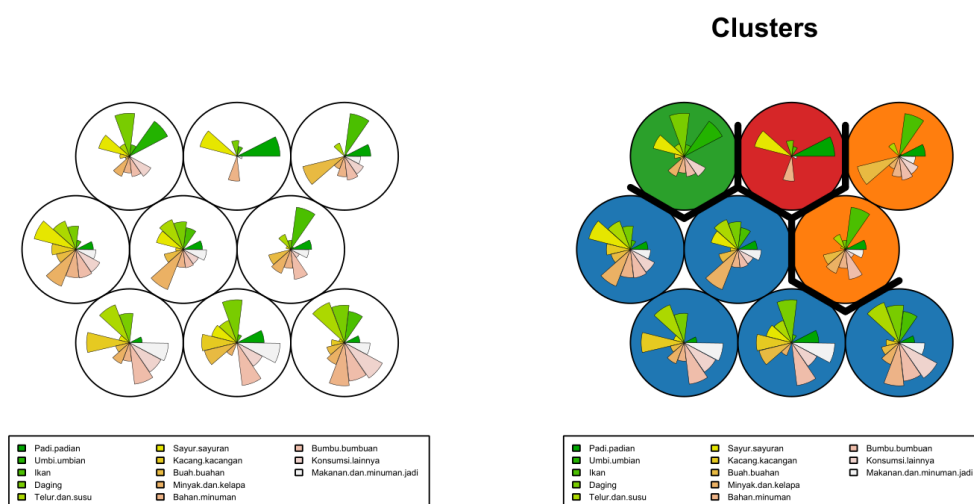 Clusters
Padi.padian
Umbi.umbian
Ikan
Daging
Telur.dan.susu
Sayur.sayuran
Kacang.kacangan
Buah.buahan
Minyak.dan.kelapa
Bahan.minuman
Bumbu.bumbuan
Konsumsi.lainnya
Makanan.dan.minuman.jadi
Padi.padian
Umbi.umbian
Ikan
Daging
Telur.dan.susu
Sayur.sayuran
Kacang.kacangan
Buah.buahan
Minyak.dan.kelapa
Bahan.minuman
Bumbu.bumbuan
Konsumsi.lainnya
Makanan.dan.minuman.jadi